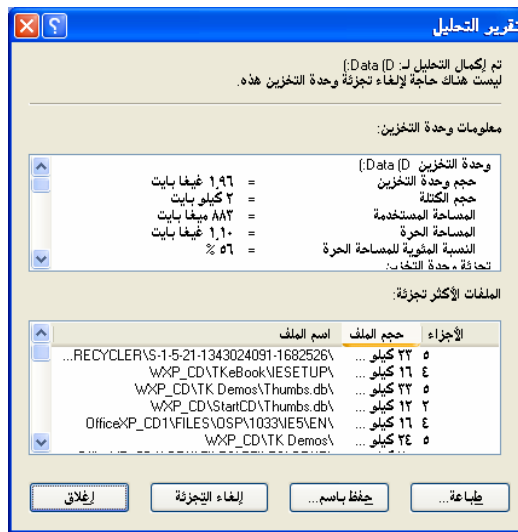 تقرير التحليل
تم إكمال التحليل لـ: Data (D:)
ليست هناك حاجة لإلغاء تجزئة وحدة التخزين هذه.
معلومات وحدة التخزين:
وحدة التخزين Data (D:)
حجم وحدة التخزين = ١,٩٦ غيغا بايت
حجم الكتلة = ٢ كيلو بايت
المساحة المستخدمة = ٨٨٣ ميغا بايت
المساحة الحرة = ١,١٠ غيغا بايت
النسبة المئوية للمساحة الحرة = ٥٦ %
تجزئة وحدة التخزين
الملفات الأكثر تجزئة:
الأجزاء حجم الملف اسم الملف
٥ ٣٣ كيلو ... ...RECYCLER\S-1-5-21-1343024091-1682526\
٤ ١٦ كيلو ... WXP_CD\TKeBook\IESETUP\
٥ ٣٣ كيلو ... WXP_CD\TK Demos\Thumbs.db\
٢ ١٢ كيلو ... WXP_CD\StartCD\Thumbs.db\
٤ ١٦ كيلو ... OfficeXP_CD1\FILES\OSP\1033\IE5\EN\
٥ ٢٤ كيلو ... WXP_CD\TK Demos\
طباعة... حفظ باسم... إلغاء التجزئة إغلاق